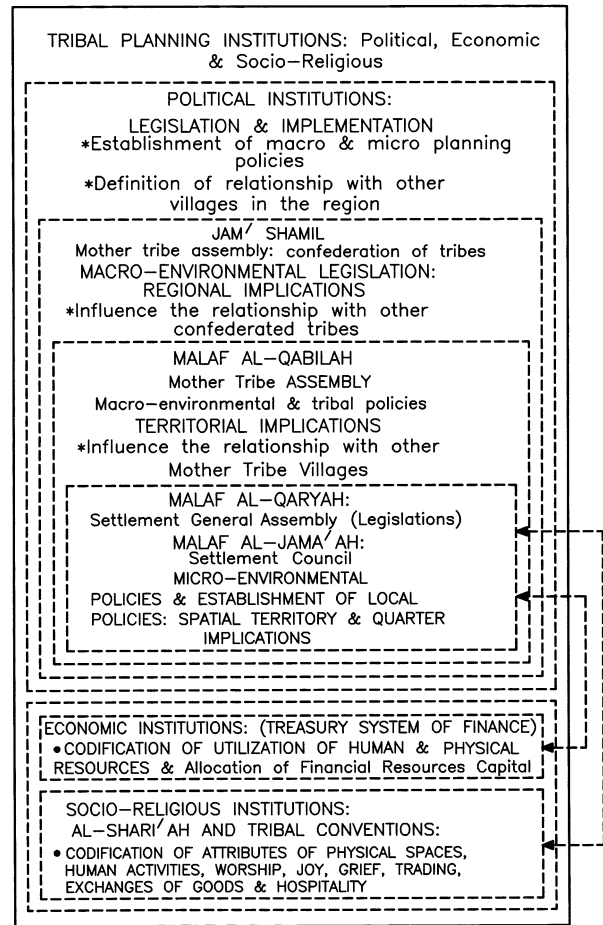 TRIBAL PLANNING INSTITUTIONS: Political, Economic
& Socio-Religious
POLITICAL INSTITUTIONS:
LEGISLATION & IMPLEMENTATION
*Establishment of macro & micro planning
policies
*Definition of relationship with other
villages in the region
JAM' SHAMIL
Mother tribe assembly: confederation of tribes
MACRO-ENVIRONMENTAL LEGISLATION:
REGIONAL IMPLICATIONS
*Influence the relationship with other
confederated tribes
MALAF AL-QABILAH
Mother Tribe ASSEMBLY
Macro-environmental & tribal policies
TERRITORIAL IMPLICATIONS
*Influence the relationship with other
Mother Tribe Villages
MALAF AL-QARYAH:
Settlement General Assembly (Legislations)
MALAF AL-JAMA'AH:
Settlement Council
MICRO-ENVIRONMENTAL
POLICIES & ESTABLISHMENT OF LOCAL
POLICIES: SPATIAL TERRITORY & QUARTER
IMPLICATIONS
ECONOMIC INSTITUTIONS: (TREASURY SYSTEM OF FINANCE)
• CODIFICATION OF UTILIZATION OF HUMAN & PHYSICAL
RESOURCES & Allocation of Financial Resources Capital
SOCIO-RELIGIOUS INSTITUTIONS:
AL-SHARI'AH AND TRIBAL CONVENTIONS:
• CODIFICATION OF ATTRIBUTES OF PHYSICAL SPACES,
HUMAN ACTIVITIES, WORSHIP, JOY, GRIEF, TRADING,
EXCHANGES OF GOODS & HOSPITALITY